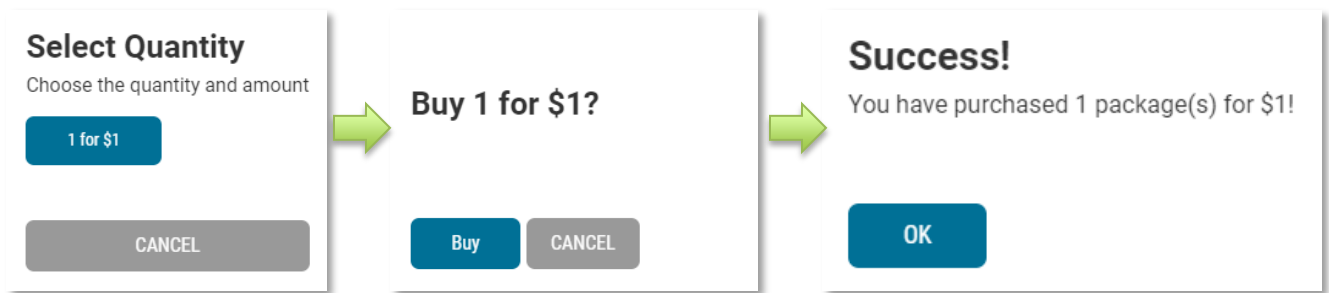 Select Quantity
Choose the quantity and amount
1 for $1
CANCEL
Buy 1 for $1?
Buy
CANCEL
Success!
You have purchased 1 package(s) for $1!
OK